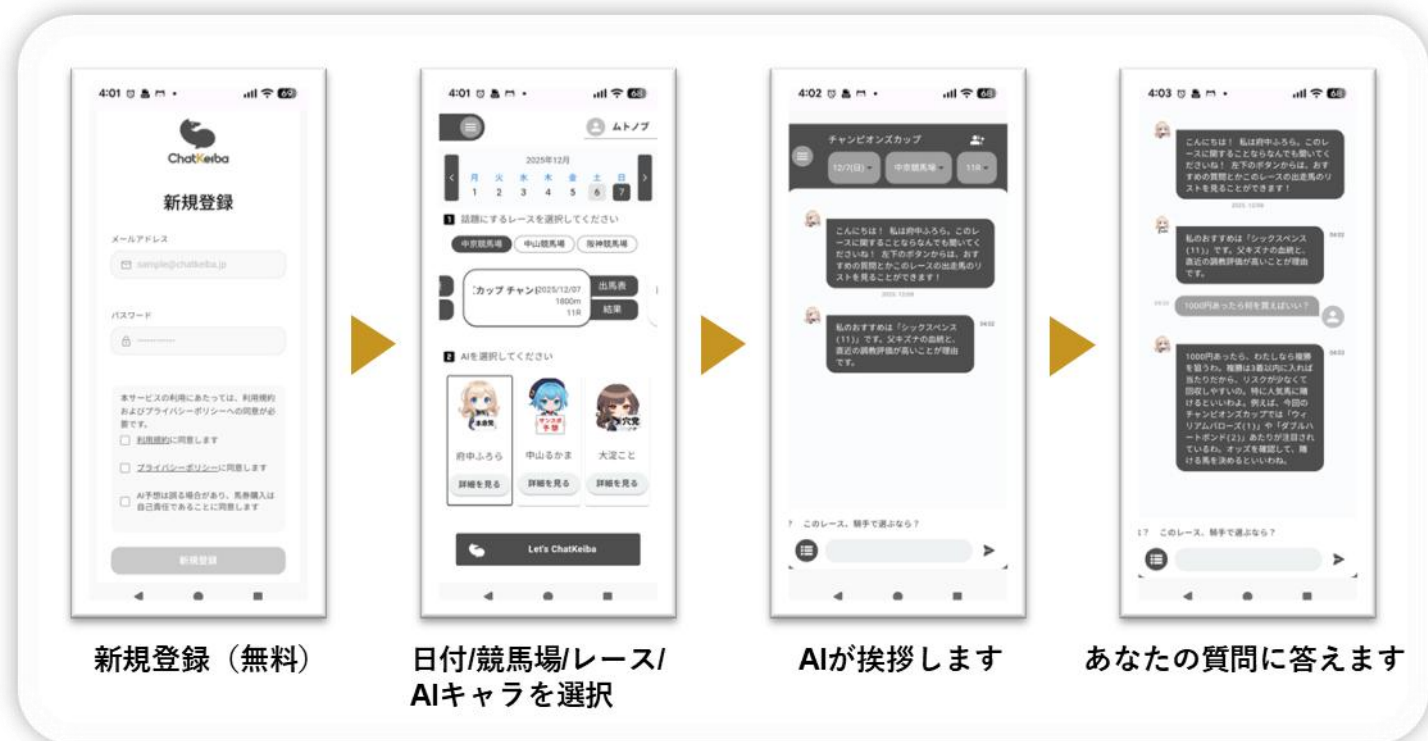 4:01
69
ChatKeiba
新規登録
メールアドレス
sample@chatkeiba.jp
パスワード
本サービスの利用にあたっては、利用規約
およびプライバシーポリシーへの同意が必
要です。
利用規約に同意します
プライバシーポリシーに同意します
AI予想は誤る場合があり、馬券購入は
自己責任であることに同意します
新規登録
新規登録（無料）
4:01
68
ムトノブ
2025年12月
月 火 水 木 金 土 日
1 2 3 4 5 6 7
1 話題にするレースを選択してください
中京競馬場 中山競馬場 阪神競馬場
カップ チャンピ
2025/12/07
1800m
11R
出馬表
結果
2 AIを選択してください
本命党
サンスポ
予想
穴党
府中ふらら 中山るかま 大淀こと
詳細を見る 詳細を見る 詳細を見る
Let's ChatKeiba
日付/競馬場/レース/
AIキャラを選択
4:02
68
チャンピオンズカップ
12/7(日) 中京競馬場 11R
こんにちは！ 私は府中ふらら。このレ
ースに関することならなんでも聞いてく
ださいね！ 左下のボタンからは、おす
すめの質問とかこのレースの出走馬のリ
ストを見ることができます！
私のおすすめは「シックスペンス
(11)」です。父キズナの血統と、
直近の調教評価が高いことが理由
です。
？ このレース、騎手で選ぶなら？
AIが挨拶します
4:03
68
こんにちは！ 私は府中ふらら。このレ
ースに関することならなんでも聞いてく
ださいね！ 左下のボタンからは、おす
すめの質問とかこのレースの出走馬のリ
ストを見ることができます！
私のおすすめは「シックスペンス
(11)」です。父キズナの血統と、
直近の調教評価が高いことが理由
です。
1000円あったら何を買えばいい？
1000円あったら、わたしなら複勝
を狙うわ。複勝は3着以内に入れば
当たりだから、リスクが少なくて
回収しやすいの。特に人気馬に賭
けるといいわよ。例えば、今回の
チャンピオンズカップでは「ウィ
リアムバローズ(1)」や「ダブルハ
ートボンド(2)」あたりが注目され
ているわ。オッズを確認して、賭
ける馬を決めるといいわね。
？ このレース、騎手で選ぶなら？
あなたの質問に答えます